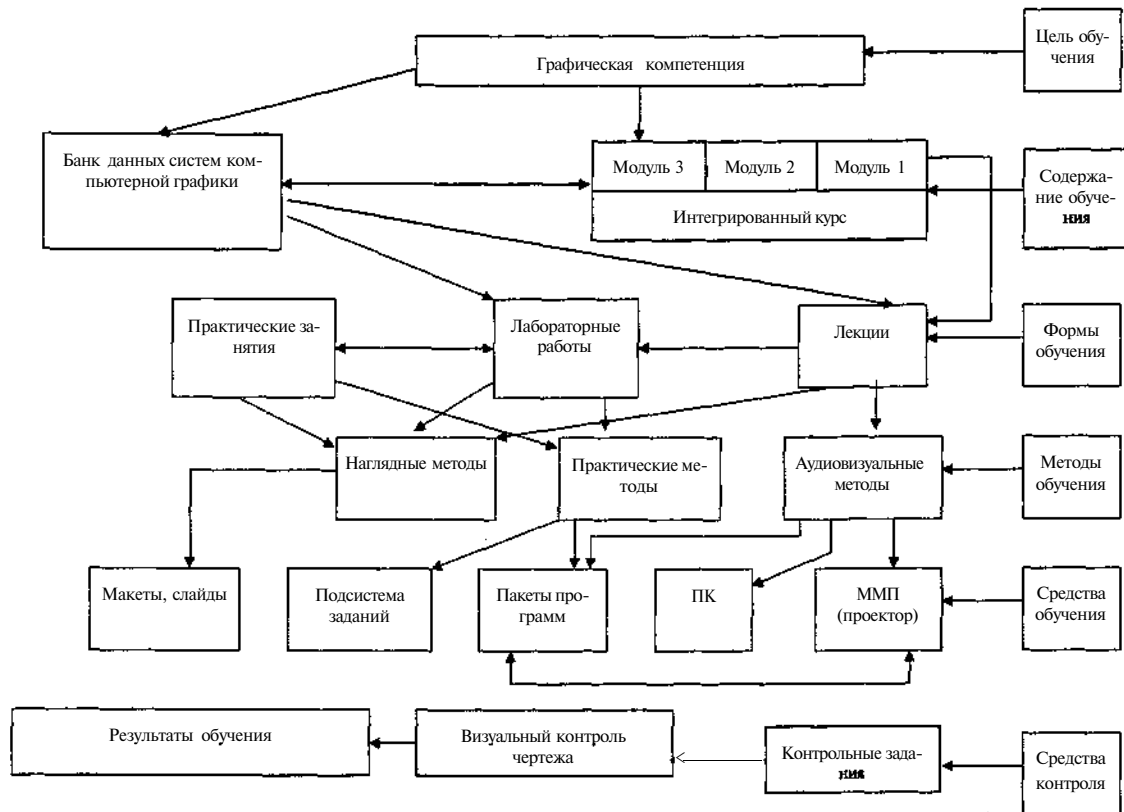 Графическая компетенция
Цель обу-
чения
Банк данных систем ком-
пьютерной графики
Модуль 3
Модуль 2
Модуль 1
Интегрированный курс
Содержа-
ние обуче-
ния
Практические за-
нятия
Лабораторные
работы
Лекции
Формы
обучения
Наглядные методы
Практические ме-
тоды
Аудиовизуальные
методы
Методы
обучения
Макеты, слайды
Подсистема
заданий
Пакеты про-
грамм
ПК
ММП
(проектор)
Средства
обучения
Результаты обучения
Визуальный контроль
чертежа
Контрольные зада-
ния
Средства
контроля